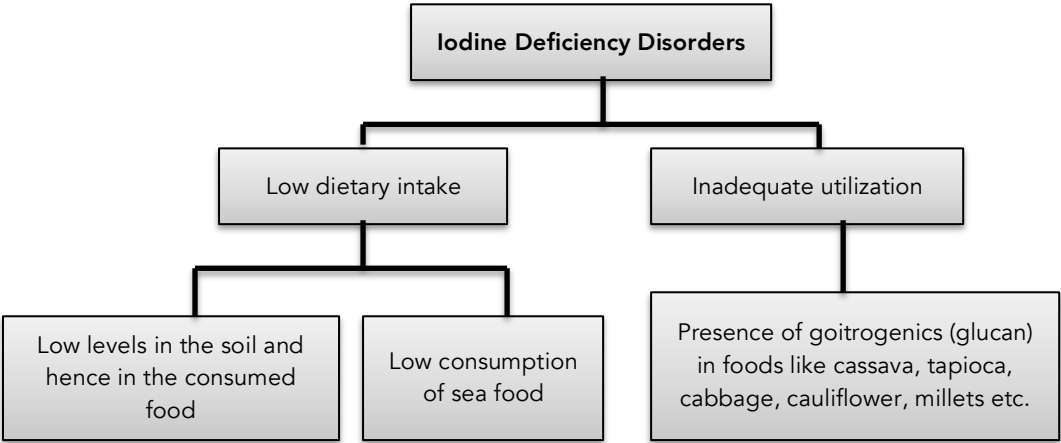 Iodine Deficiency Disorders
Low dietary intake
Inadequate utilization
Low levels in the soil and
hence in the consumed
food
Low consumption
of sea food
Presence of goitrogenics (glucan)
in foods like cassava, tapioca,
cabbage, cauliflower, millets etc.